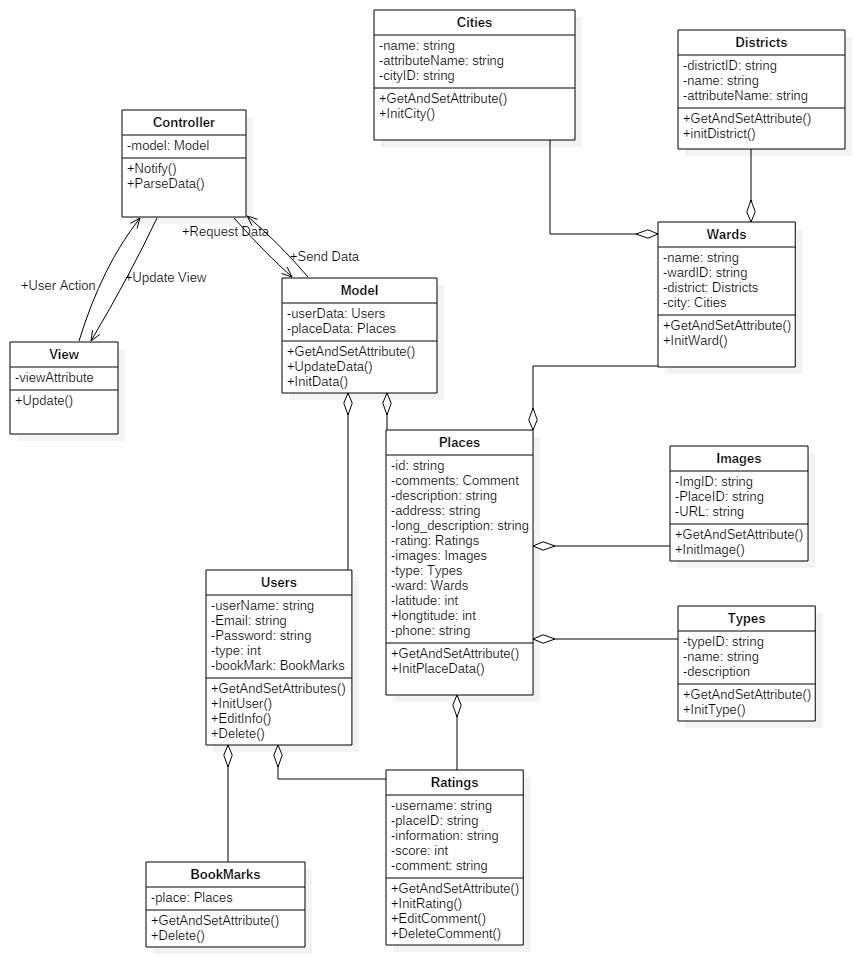 Cities
-name: string
-attributeName: string
-cityID: string
+GetAndSetAttribute()
+InitCity()
Districts
-districtID: string
-name: string
-attributeName: string
+GetAndSetAttribute()
+initDistrict()
Controller
-model: Model
+Notify()
+ParseData()
+Request Data
+Send Data
+User Action
+Update View
Wards
-name: string
-wardID: string
-district: Districts
-city: Cities
+GetAndSetAttribute()
+InitWard()
Model
-userData: Users
-placeData: Places
+GetAndSetAttribute()
+UpdateData()
+InitData()
View
-viewAttribute
+Update()
Places
-id: string
-comments: Comment
-description: string
-address: string
-long_description: string
-rating: Ratings
-images: Images
-type: Types
-ward: Wards
-latitude: int
+longtitude: int
-phone: string
+GetAndSetAttribute()
+InitPlaceData()
Images
-ImgID: string
-PlaceID: string
-URL: string
+GetAndSetAttribute()
+InitImage()
Users
-userName: string
-Email: string
-Password: string
-type: int
-bookMark: BookMarks
+GetAndSetAttributes()
+InitUser()
+EditInfo()
+Delete()
Types
-typeID: string
-name: string
-description
+GetAndSetAttribute()
+InitType()
Ratings
-username: string
-placeID: string
-information: string
-score: int
-comment: string
+GetAndSetAttribute()
+InitRating()
+EditComment()
+DeleteComment()
BookMarks
-place: Places
+GetAndSetAttribute()
+Delete()